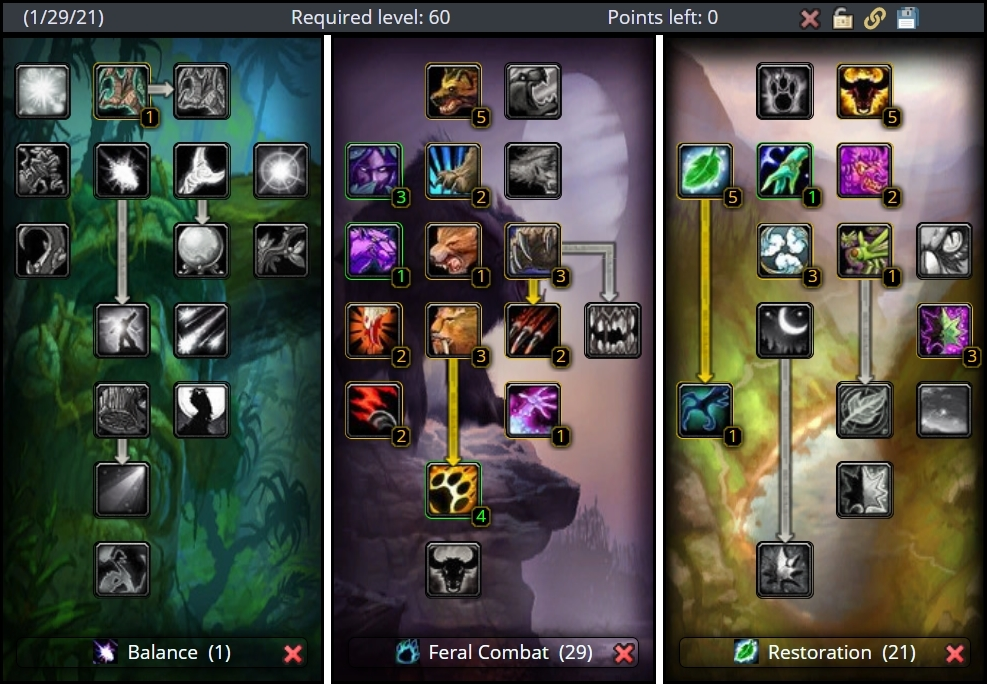 (1/29/21) Required level: 60 Points left: 0
1
5
3 2
1 1 3
2 3 2
2 1
4
5
5 1 2
3 1
3
1
Balance (1) Feral Combat (29) Restoration (21)